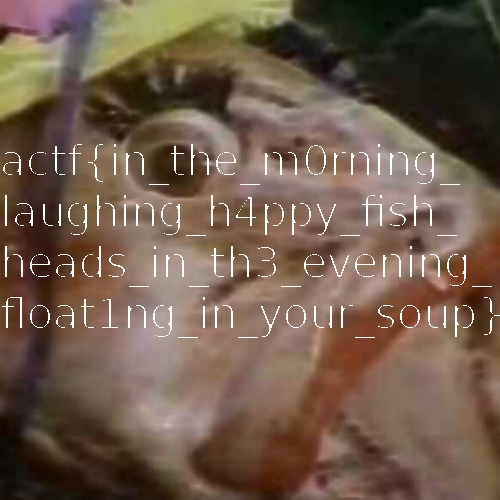 actf{in_the_m0rning_
laughing_h4ppy_fish_
heads_in_th3_evening_
float1ng_in_your_soup}